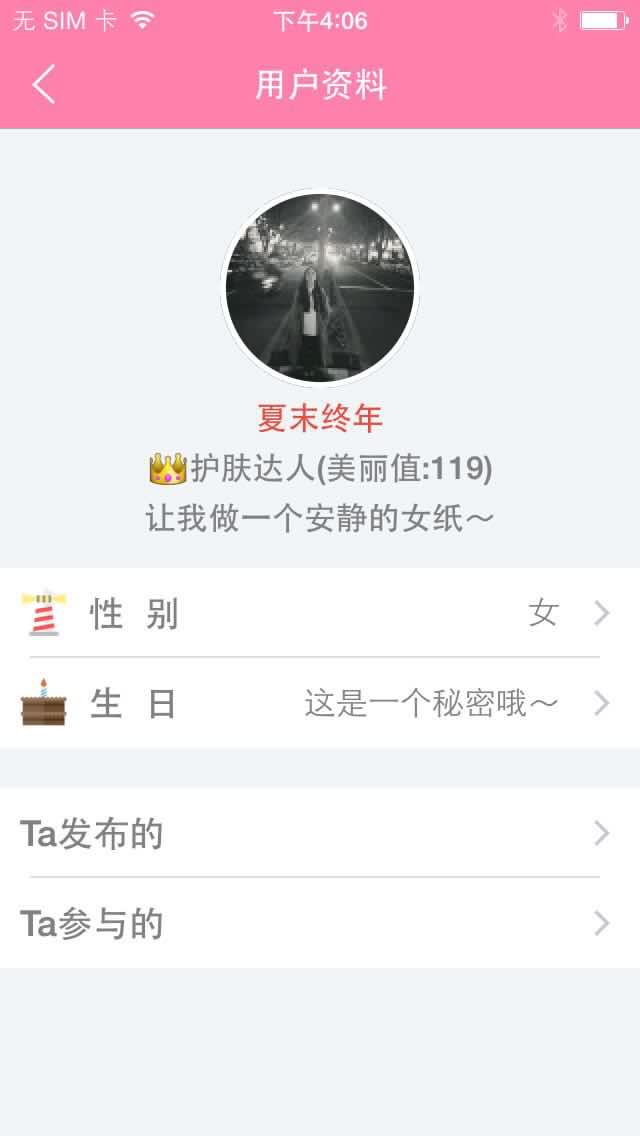 无 SIM 卡 下午4:06
用户资料
夏末终年
👑护肤达人(美丽值:119)
让我做一个安静的女纸～
性 别 女
生 日 这是一个秘密哦～
Ta发布的
Ta参与的